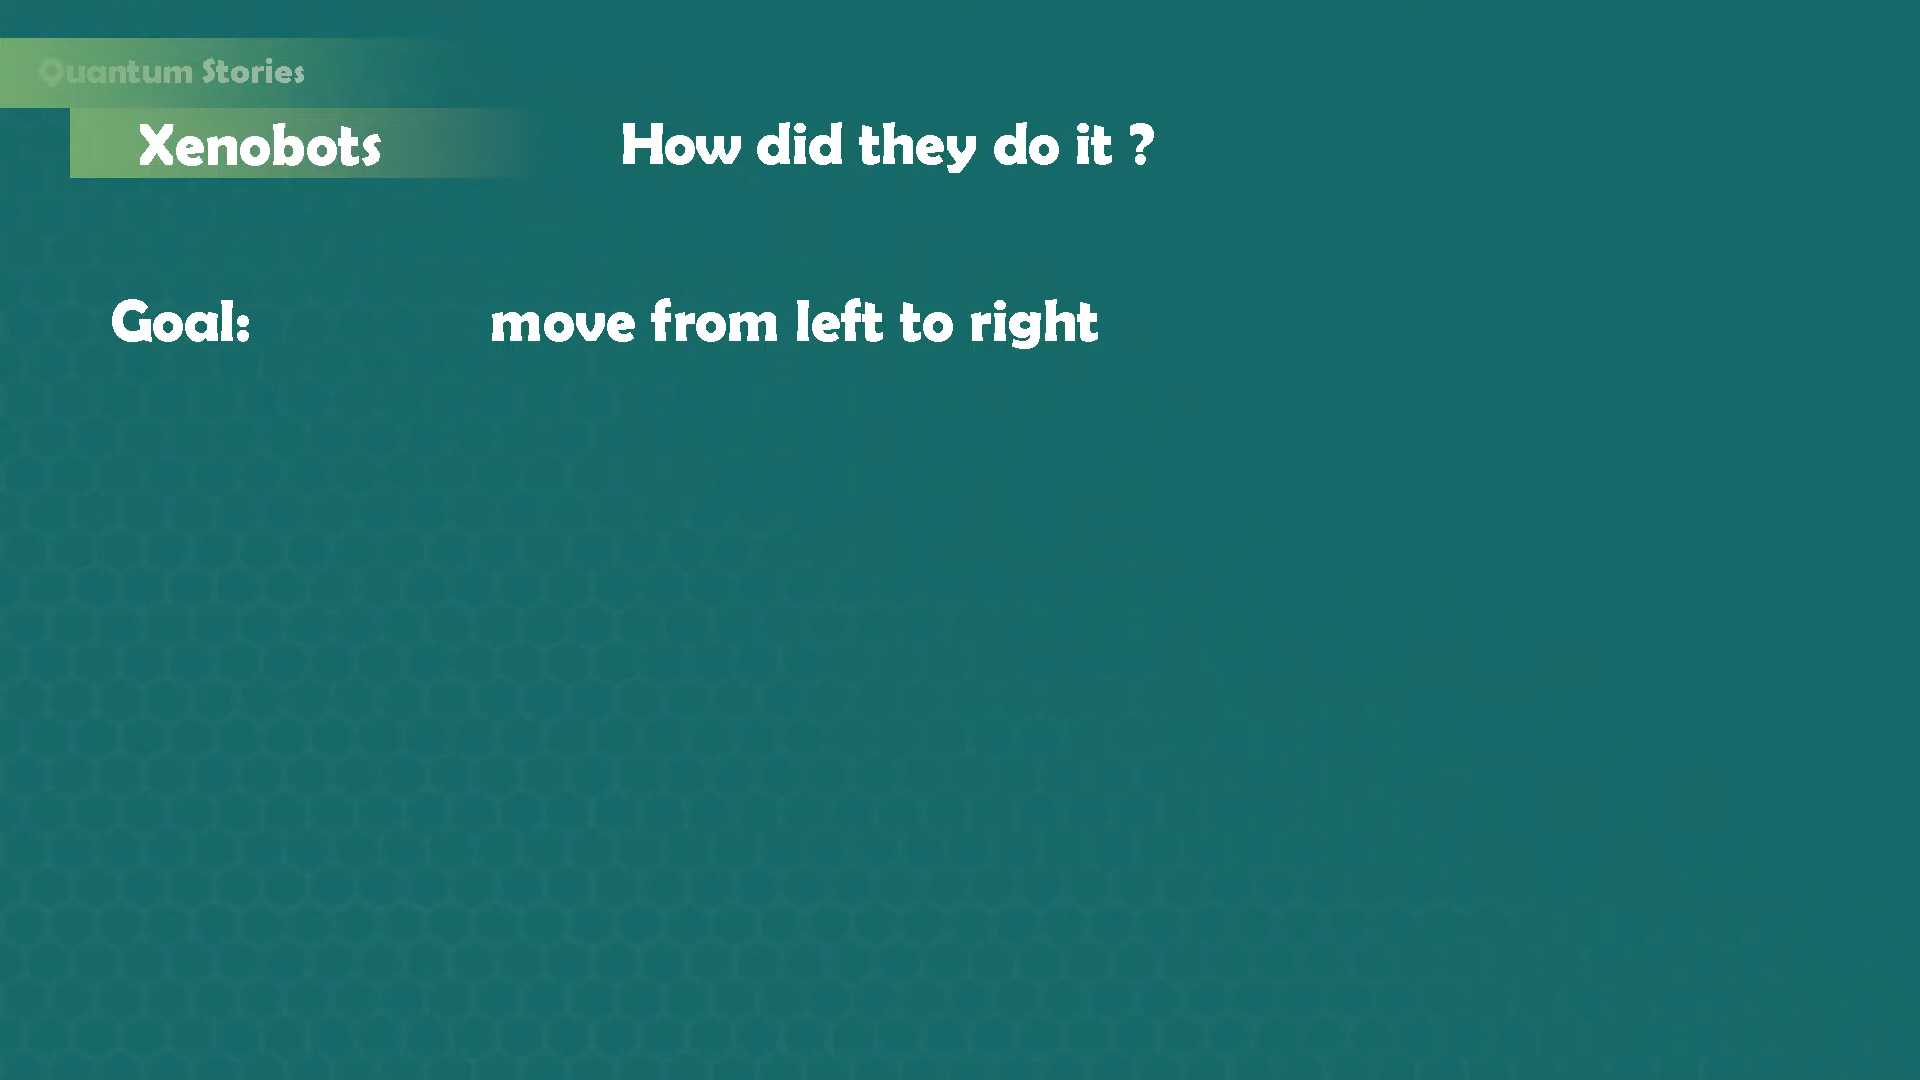 Quantum Stories
Xenobots
How did they do it ?
Goal:
move from left to right